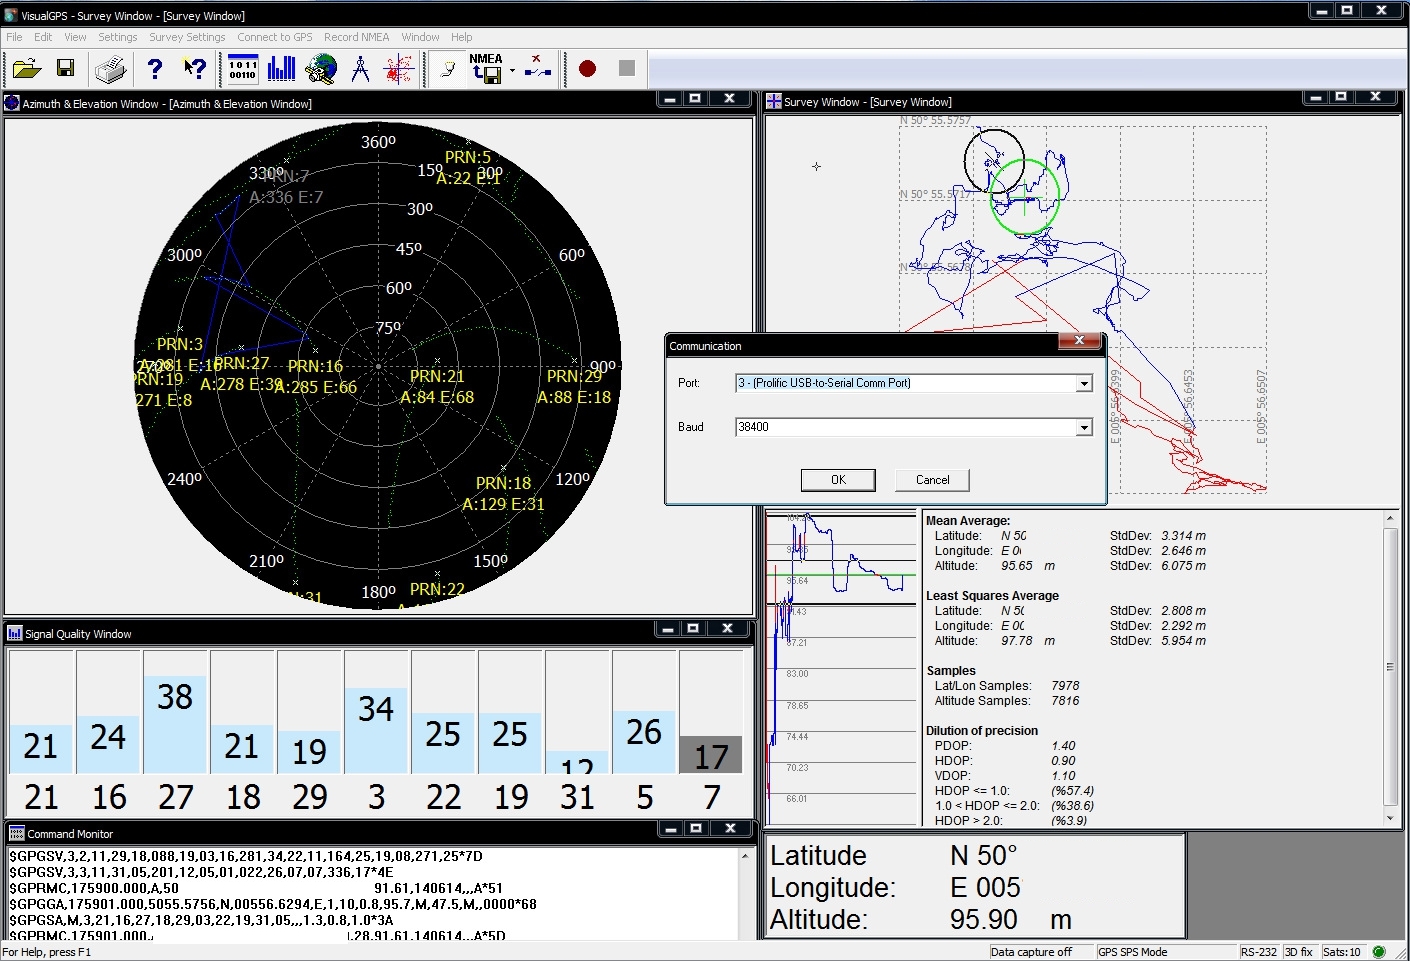 VisualGPS - Survey Window - [Survey Window]
File Edit View Settings Survey Settings Connect to GPS Record NMEA Window Help
1 0 1 1
00110
NMEA
Azimuth & Elevation Window - [Azimuth & Elevation Window]
360º
15º
30º
330º
30º
45º
300º
60º
60º
75º
90º
240º
120º
210º
150º
180º
PRN:5
A:22 E:1
PRN:7
A:336 E:7
PRN:3
A:281 E:16
PRN:27
A:278 E:39
PRN:16
A:285 E:66
PRN:19
271 E:8
PRN:21
A:84 E:68
PRN:29
A:88 E:18
PRN:18
A:129 E:31
PRN:22
:31
Survey Window - [Survey Window]
N 50° 55.5757
N 50° 55.5717
N 50° 55.5678
E 005° 56.6453
E 005° 56.6507
Communication
Port: 3 - (Prolific USB-to-Serial Comm Port)
Baud 38400
OK Cancel
95.64
87.21
83.00
78.65
74.44
70.23
66.01
Mean Average:
Latitude: N 50 StdDev: 3.314 m
Longitude: E 0 StdDev: 2.646 m
Altitude: 95.65 m StdDev: 6.075 m
Least Squares Average
Latitude: N 50 StdDev: 2.808 m
Longitude: E 00 StdDev: 2.292 m
Altitude: 97.78 m StdDev: 5.954 m
Samples
Lat/Lon Samples: 7978
Altitude Samples: 7816
Dilution of precision
PDOP: 1.40
HDOP: 0.90
VDOP: 1.10
HDOP <= 1.0: (%57.4)
1.0 < HDOP <= 2.0: (%38.6)
HDOP > 2.0: (%3.9)
Signal Quality Window
21 24 38 21 19 34 25 25 12 26 17
21 16 27 18 29 3 22 19 31 5 7
Command Monitor
$GPGSV,3,2,11,29,18,088,19,03,16,281,34,22,11,164,25,19,08,271,25*7D
$GPGSV,3,3,11,31,05,201,12,05,01,022,26,07,07,336,17*4E
$GPRMC,175900.000,A,50 91.61,140614,,,A*51
$GPGGA,175901.000,5055.5756,N,00556.6294,E,1,10,0.8,95.7,M,47.5,M,,0000*68
$GPGSA,M,3,21,16,27,18,29,03,22,19,31,05,,,1.3,0.8,1.0*3A
$GPRMC,175901.000, .28,91.61,140614,,,A*5D
Latitude N 50°
Longitude: E 005
Altitude: 95.90 m
For Help, press F1 Data capture off GPS SPS Mode RS-232 3D fix Sats:10